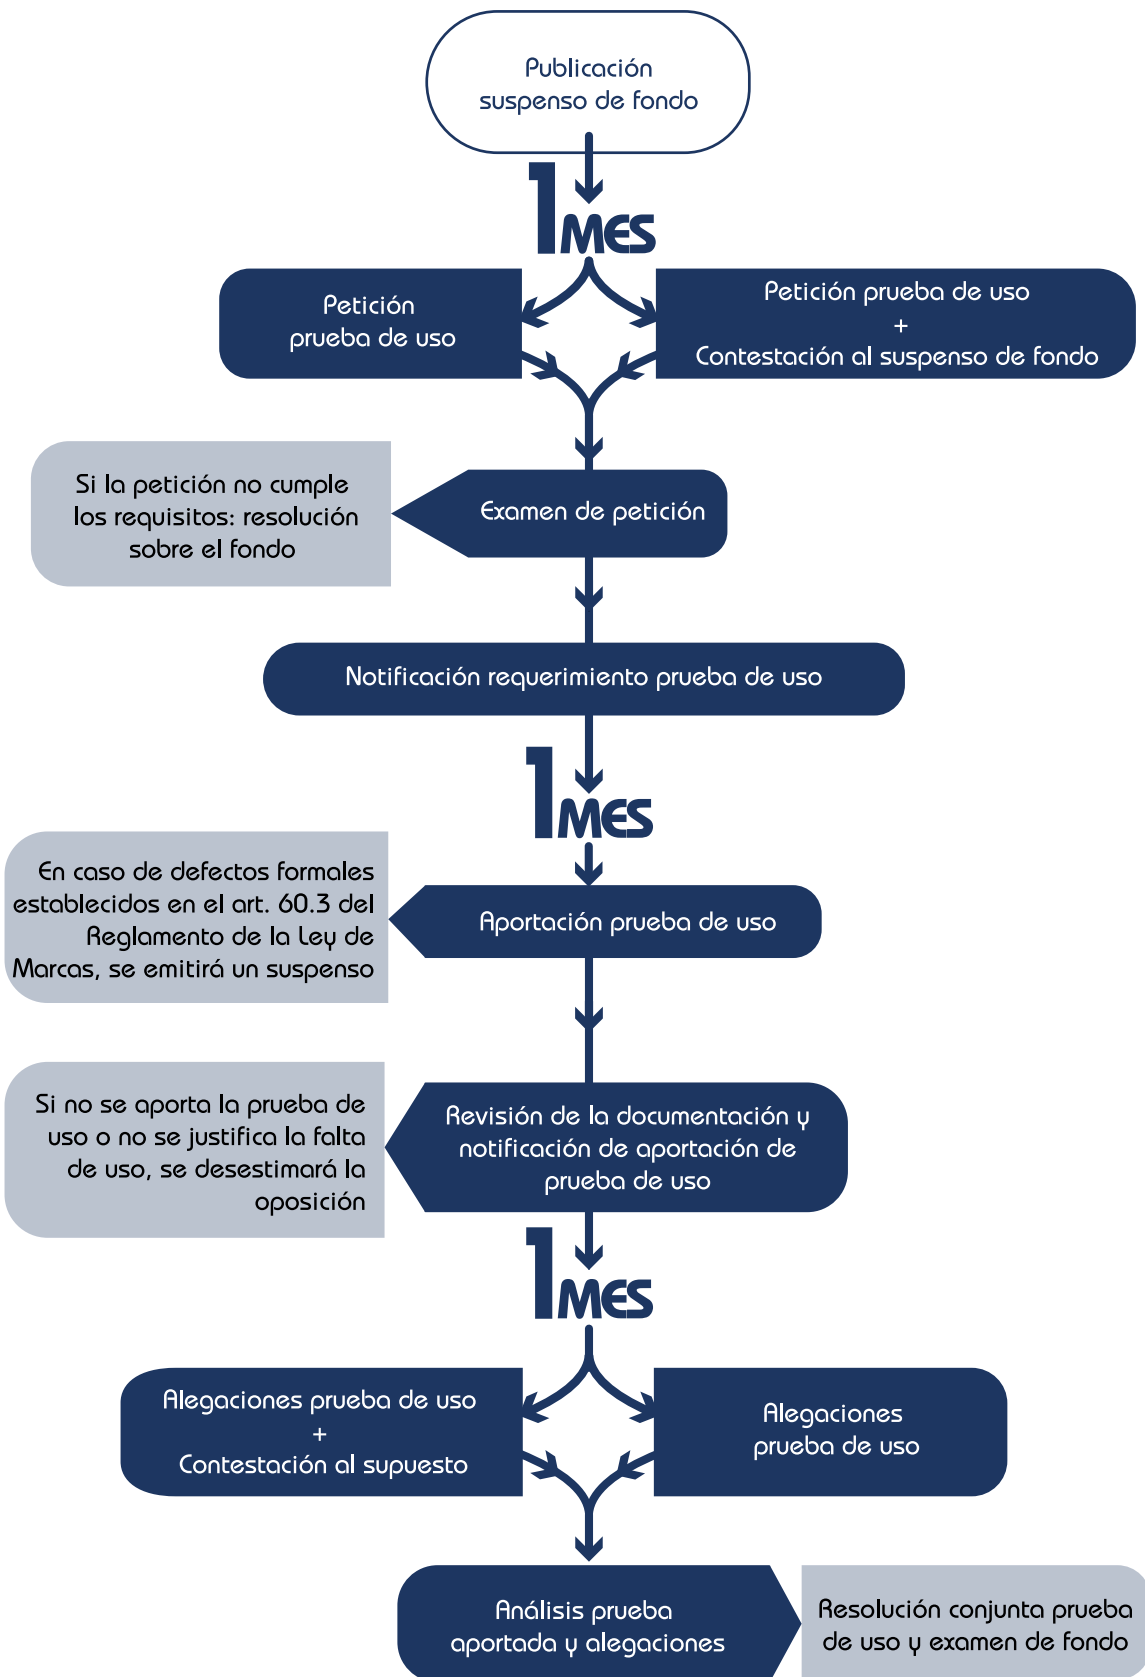 Publicación
suspenso de fondo
1 MES
Petición
prueba de uso
Petición prueba de uso
+
Contestación al suspenso de fondo
Si la petición no cumple
los requisitos: resolución
sobre el fondo
Examen de petición
Notificación requerimiento prueba de uso
1 MES
En caso de defectos formales
establecidos en el art. 60.3 del
Reglamento de la Ley de
Marcas, se emitirá un suspenso
Aportación prueba de uso
Si no se aporta la prueba de
uso o no se justifica la falta
de uso, se desestimará la
oposición
Revisión de la documentación y
notificación de aportación de
prueba de uso
1 MES
Alegaciones prueba de uso
+
Contestación al supuesto
Alegaciones
prueba de uso
Análisis prueba
aportada y alegaciones
Resolución conjunta prueba
de uso y examen de fondo